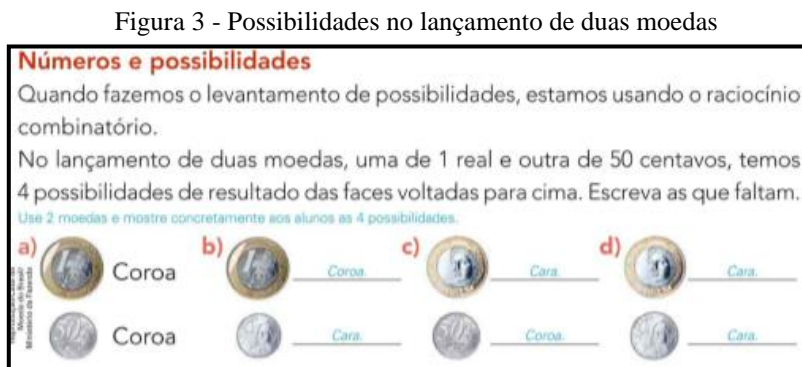 Figura 3 - Possibilidades no lançamento de duas moedas
Números e possibilidades
Quando fazemos o levantamento de possibilidades, estamos usando o raciocínio
combinatório.
No lançamento de duas moedas, uma de 1 real e outra de 50 centavos, temos
4 possibilidades de resultado das faces voltadas para cima. Escreva as que faltam.
Use 2 moedas e mostre concretamente aos alunos as 4 possibilidades.
a) Coroa b) Coroa. c) Cara. d) Cara.
Coroa Cara. Coroa. Cara.